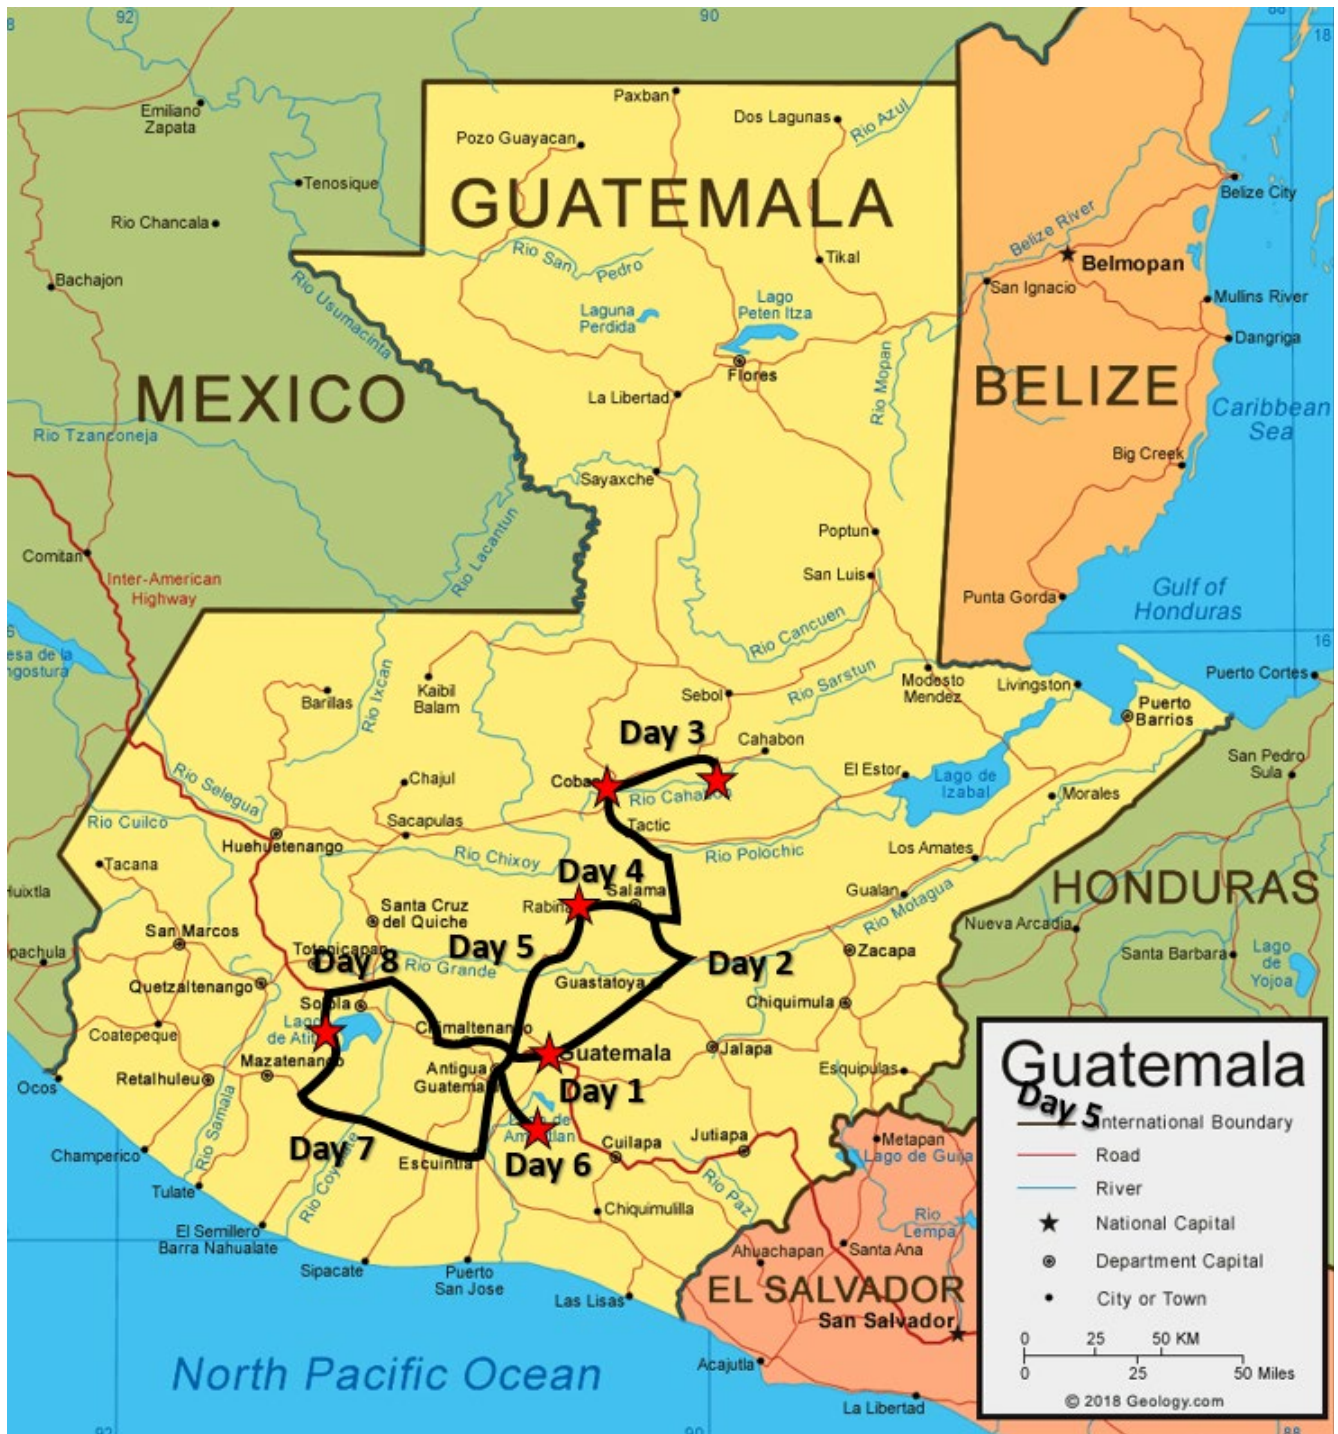 92
90
88
18
8
Emiliano
Zapata
Paxban
Dos Lagunas
Rio Azul
Pozo Guayacan
Tenosique
GUATEMALA
Belize City
Rio Chancala
Belize River
Rio San Pedro
Tikal
Belmopan
Bachajon
San Ignacio
Rio Usumacinta
Laguna
Perdida
Lago
Peten Itza
Mullins River
Dangriga
Flores
MEXICO
La Libertad
Rio Mopan
BELIZE
Caribbean
Sea
Rio Tzanconeja
Big Creek
Sayaxche
Rio Lacantun
Poptun
Comitan
Inter-American
Highway
San Luis
Punta Gorda
Gulf of
Honduras
Rio Cancuen
16
esa de la
ngostura
Rio Ixcan
Kaibil
Balam
Barillas
Sebol
Rio Sarstun
Modesto
Mendez
Livingston
Puerto Cortes
Puerto
Barrios
Day 3
Cahabon
San Pedro
Sula
Rio Selegua
Chajul
El Estor
Lago de
Izabal
Morales
Rio Cuilco
Sacapulas
Tactic
Huehuetenango
Rio Chixoy
Rio Polochic
Los Amates
Tacana
Huixtla
Day 4
Salama
Gualan
HONDURAS
Santa Cruz
del Quiche
Rio Motagua
Nueva Arcadia
San Marcos
Day 5
pachula
Totonicapan
Day 8
Rio Grande
Day 2
Zacapa
Santa Barbara
Lago
de
Yojoa
Quetzaltenango
Guastatoya
Chiquimula
Coatepeque
Chimaltenango
Mazatenango
Guatemala
Jalapa
Guatemala
Retalhuleu
Antigua
Esquipulas
Ocos
Day 1
Day 5
International Boundary
Rio Samala
Cuilapa
Jutiapa
Metapan
Lago de Guija
Road
Champerico
Day 7
Escuintla
Day 6
River
Tulate
Rio Paz
Chiquimulilla
Rio
Lempa
National Capital
El Semillero
Barra Nahualate
Ahuachapan
Santa Ana
Department Capital
Sipacate
Puerto
San Jose
EL SALVADOR
City or Town
Las Lisas
San Salvador
0 25 50 KM
0 25 50 Miles
North Pacific Ocean
Acajutla
La Libertad
© 2018 Geology.com
92
90
88